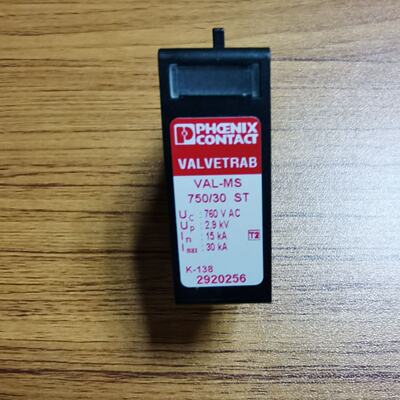 PHŒNIX
CONTACT
VALVETRAB
VAL-MS
750/30 ST
UC : 760 V AC
UP : 2,9 kV
In : 15 kA T2
Imax : 30 kA
K-138
2920256